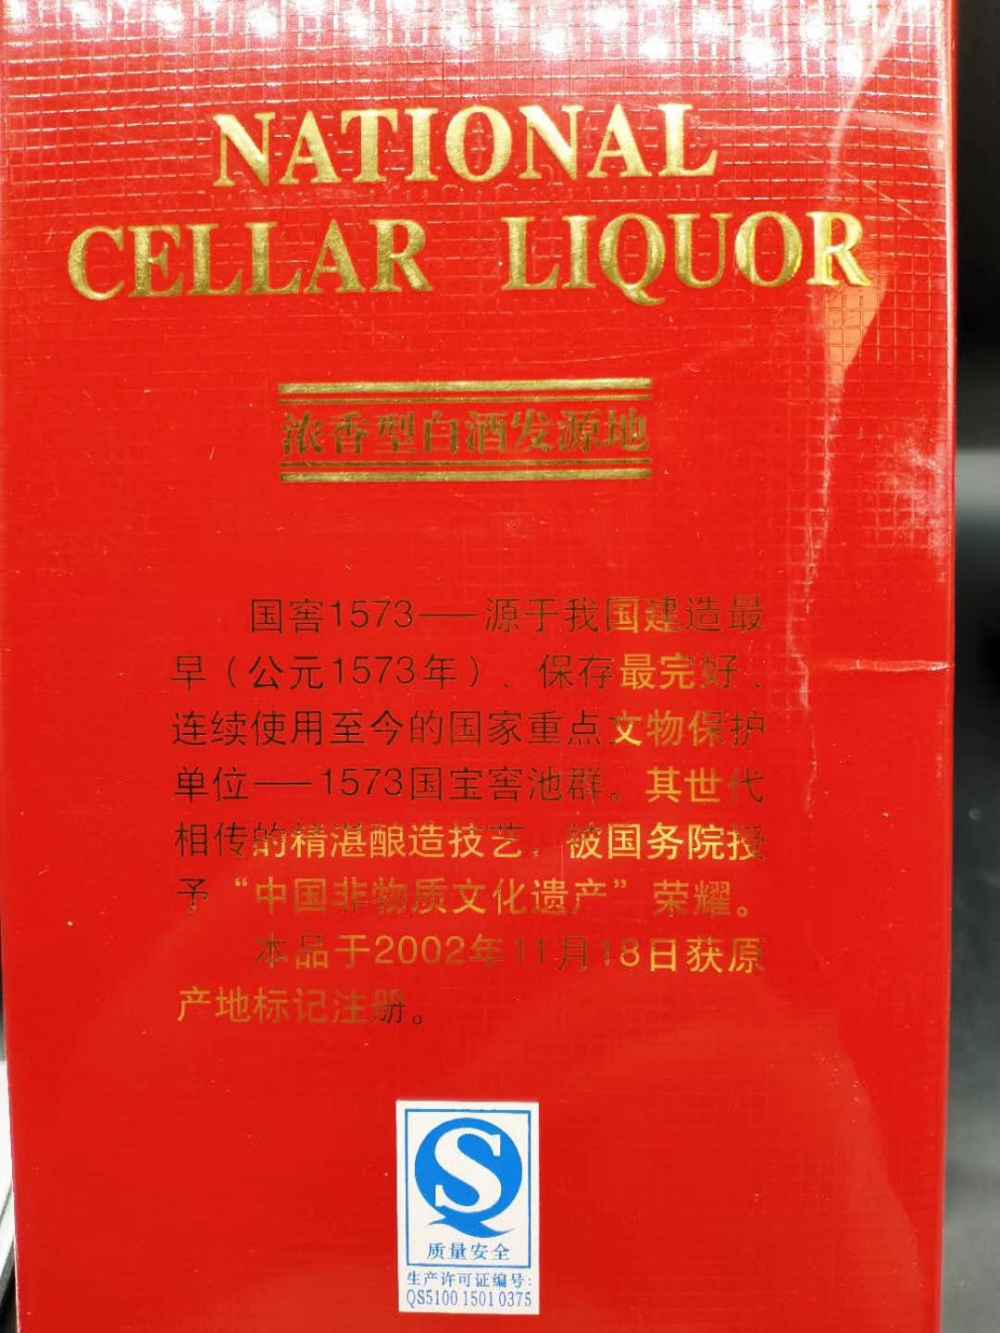 NATIONAL
CELLAR LIQUOR
浓香型白酒发源地
国窖1573——源于我国建造最
早（公元1573年）、保存最完好、
连续使用至今的国家重点文物保护
单位——1573国宝窖池群。其世代
相传的精湛酿造技艺，被国务院授
予“中国非物质文化遗产”荣耀。
本品于2002年11月18日获原
产地标记注册。
质量安全
生产许可证编号:
QS5100 1501 0375